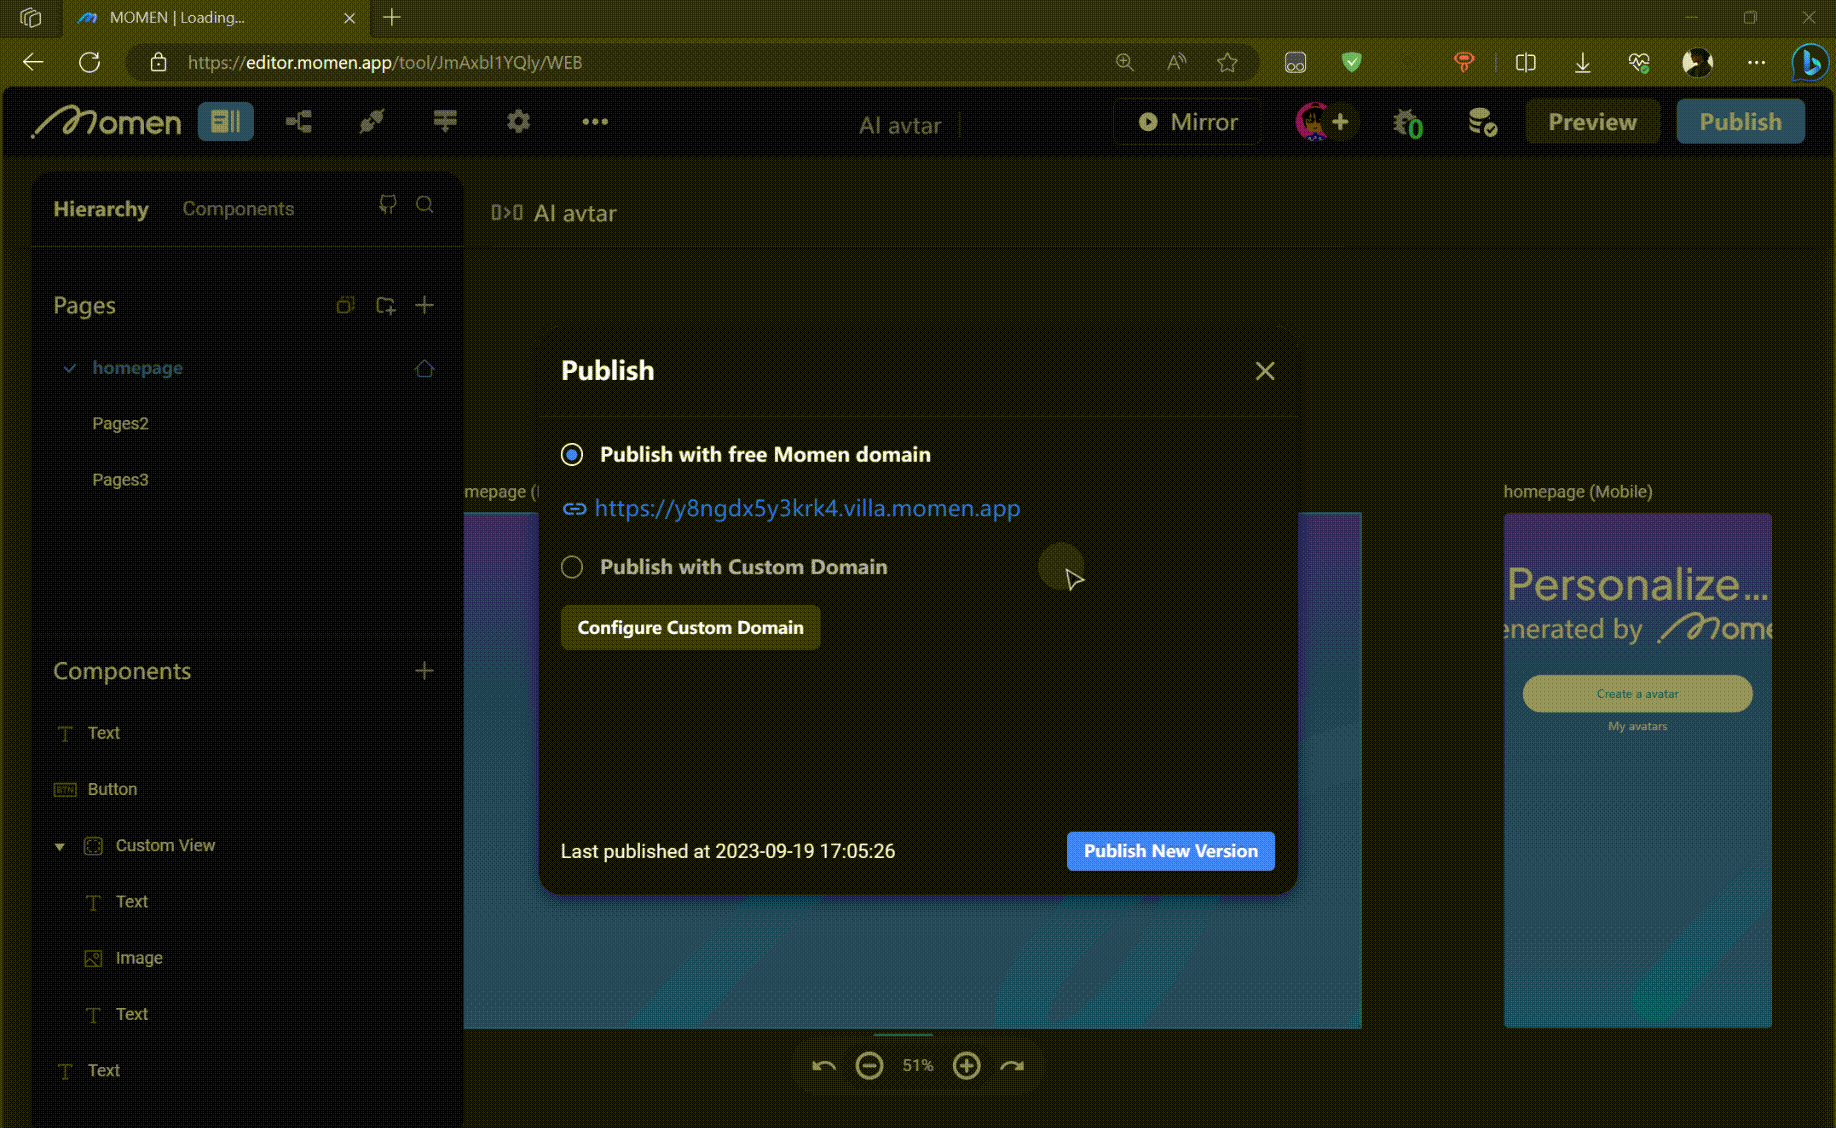 MOMEN | Loading...
https://editor.momen.app/tool/JmAxbl1YQly/WEB
Momen
AI avtar
Mirror
0
Preview
Publish
Hierarchy
Components
AI avtar
Pages
homepage
Pages2
Pages3
Components
Text
BTN
Button
Custom View
Text
Image
Text
Text
mepage (
Publish
Publish with free Momen domain
https://y8ngdx5y3krk4.villa.momen.app
Publish with Custom Domain
Configure Custom Domain
Last published at 2023-09-19 17:05:26
Publish New Version
homepage (Mobile)
Personalize...
enerated by Mome
Create a avatar
My avatars
51%